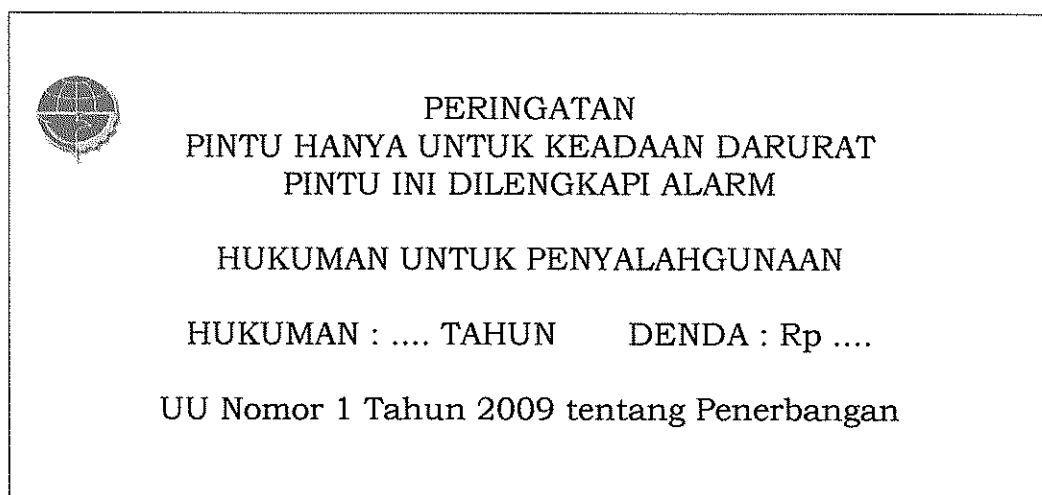 PERINGATAN
PINTU HANYA UNTUK KEADAAN DARURAT
PINTU INI DILENGKAPI ALARM
HUKUMAN UNTUK PENYALAHGUNAAN
HUKUMAN : .... TAHUN DENDA : Rp ....
UU Nomor 1 Tahun 2009 tentang Penerbangan